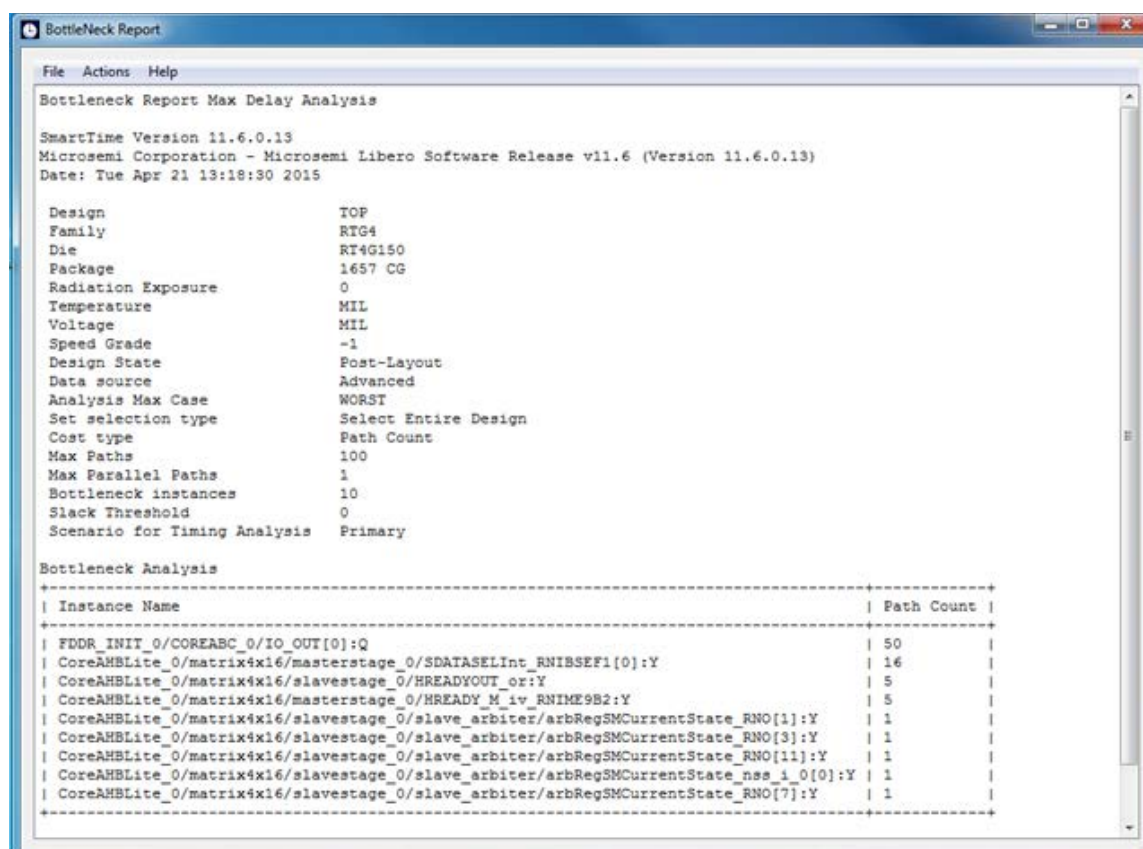 BottleNeck Report
File Actions Help
Bottleneck Report Max Delay Analysis
SmartTime Version 11.6.0.13
Microsemi Corporation - Microsemi Libero Software Release v11.6 (Version 11.6.0.13)
Date: Tue Apr 21 13:18:30 2015
Design TOP
Family RTG4
Die RT4G150
Package 1657 CG
Radiation Exposure 0
Temperature MIL
Voltage MIL
Speed Grade -1
Design State Post-Layout
Data source Advanced
Analysis Max Case WORST
Set selection type Select Entire Design
Cost type Path Count
Max Paths 100
Max Parallel Paths 1
Bottleneck instances 10
Slack Threshold 0
Scenario for Timing Analysis Primary
Bottleneck Analysis
| Instance Name | Path Count |
| FDDR_INIT_0/COREABC_0/IO_OUT[0]:Q | 50 |
| CoreAHBLite_0/matrix4x16/masterstage_0/SDATASELInt_RNIBSEF1[0]:Y | 16 |
| CoreAHBLite_0/matrix4x16/slavestage_0/HREADYOUT_or:Y | 5 |
| CoreAHBLite_0/matrix4x16/masterstage_0/HREADY_M_iv_RNIME9B2:Y | 5 |
| CoreAHBLite_0/matrix4x16/slavestage_0/slave_arbiter/arbRegSMCurrentState_RNO[1]:Y | 1 |
| CoreAHBLite_0/matrix4x16/slavestage_0/slave_arbiter/arbRegSMCurrentState_RNO[3]:Y | 1 |
| CoreAHBLite_0/matrix4x16/slavestage_0/slave_arbiter/arbRegSMCurrentState_RNO[11]:Y | 1 |
| CoreAHBLite_0/matrix4x16/slavestage_0/slave_arbiter/arbRegSMCurrentState_nss_i_0[0]:Y | 1 |
| CoreAHBLite_0/matrix4x16/slavestage_0/slave_arbiter/arbRegSMCurrentState_RNO[7]:Y | 1 |